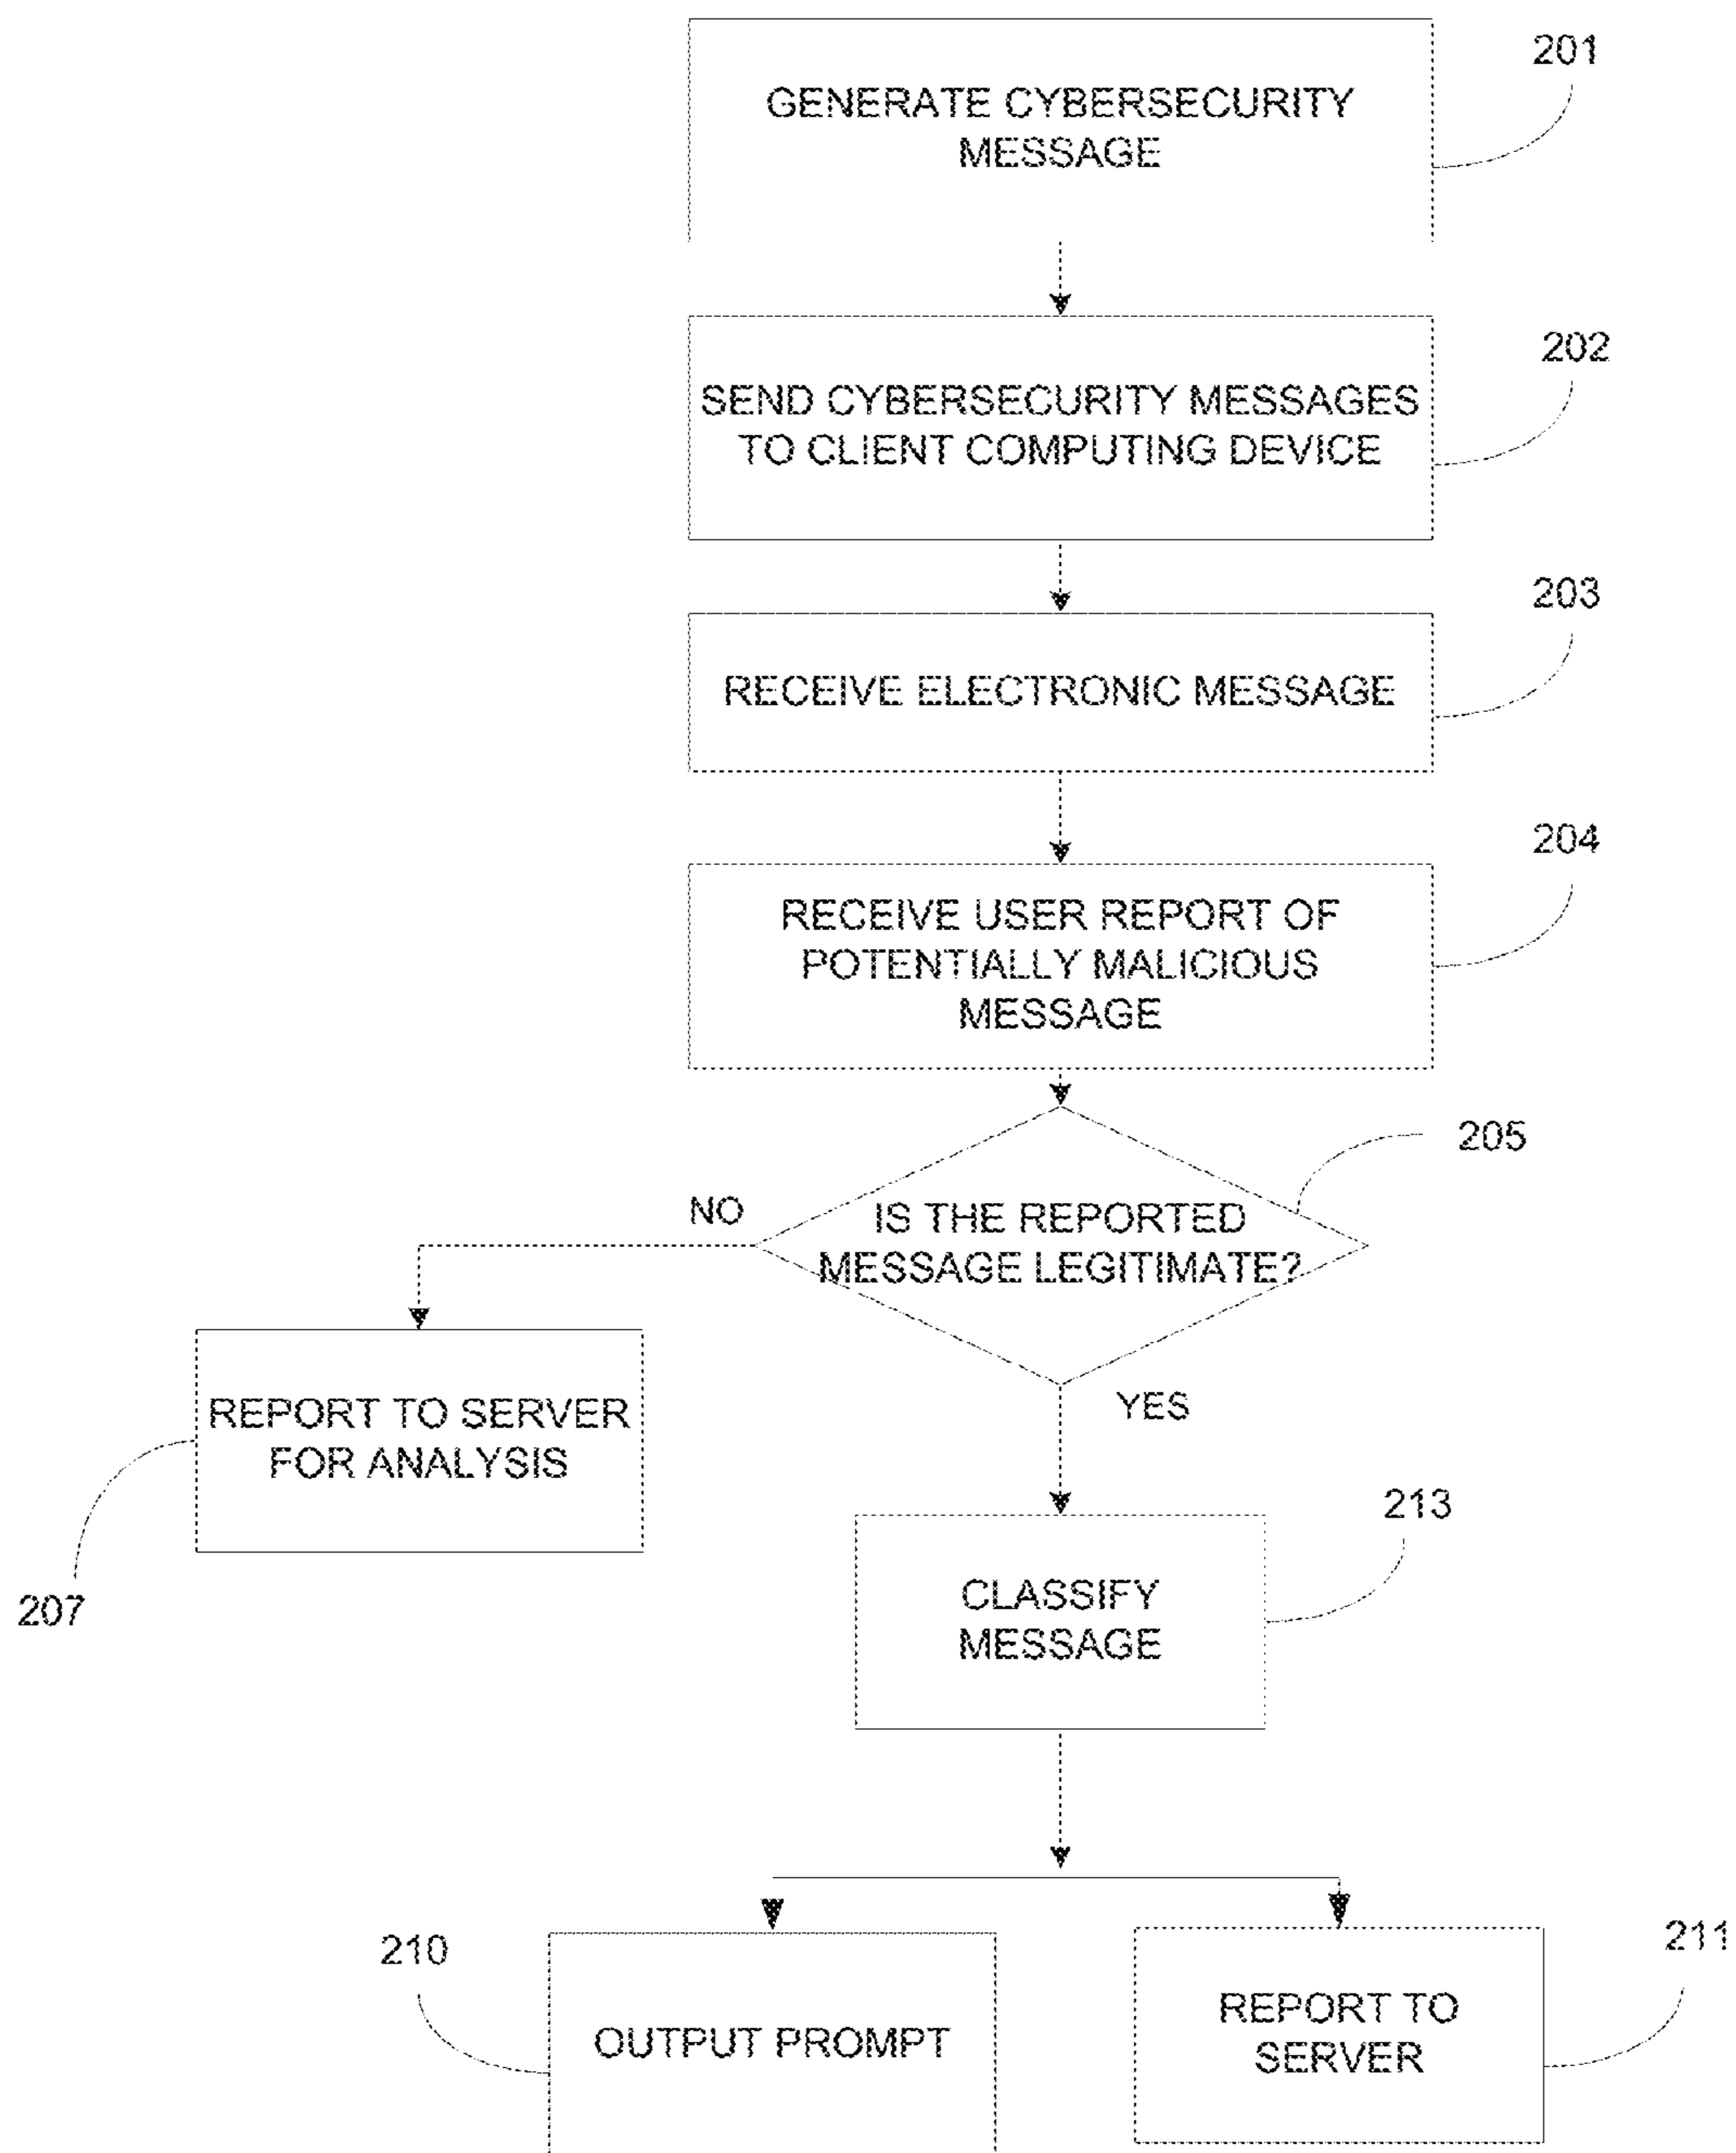 201
GENERATE CYBERSECURITY
MESSAGE
202
SEND CYBERSECURITY MESSAGES
TO CLIENT COMPUTING DEVICE
203
RECEIVE ELECTRONIC MESSAGE
204
RECEIVE USER REPORT OF
POTENTIALLY MALICIOUS
MESSAGE
205
NO
IS THE REPORTED
MESSAGE LEGITIMATE?
YES
REPORT TO SERVER
FOR ANALYSIS
207
213
CLASSIFY
MESSAGE
210
OUTPUT PROMPT
211
REPORT TO
SERVER